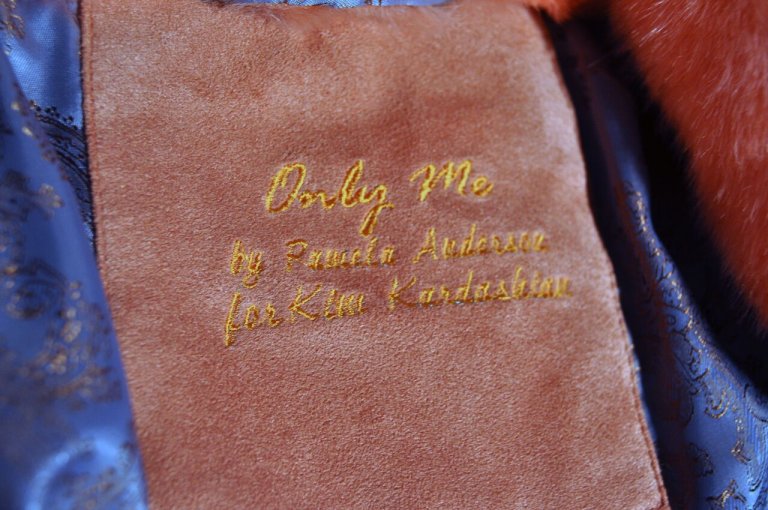 Only Me
by Pamela Anderson
for Kim Kardashian